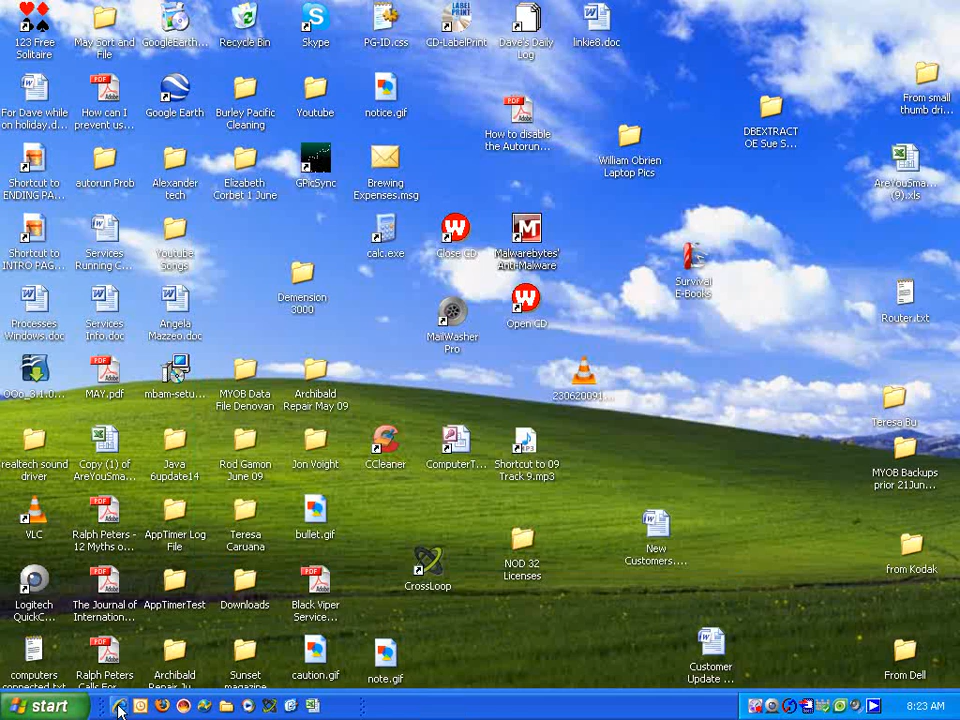 123 Free
Solitaire
May Sort and
File
GoogleEarth...
Recycle Bin
Skype
PG-ID.css
CD-LabelPrint
Dave's Daily
Log
linkie8.doc
For Dave while
on holiday.d...
How can I
prevent us...
Google Earth
Burley Pacific
Cleaning
Youtube
notice.gif
How to disable
the Autorun...
William Obrien
Laptop Pics
DBEXTRACT
OE Sue S...
From small
thumb dri...
Shortcut to
ENDING PA...
autorun Prob
Alexander
tech
Elizabeth
Corbet 1 June
GPicSync
Brewing
Expenses.msg
AreYouSma...
(9).xls
Shortcut to
INTRO PAG...
Services
Running C...
Youtube
Songs
calc.exe
Close CD
Malwarebytes'
Anti-Malware
Survival
E-Books
Demension
3000
Processes
Windows.doc
Services
Info.doc
Angela
Mazzeo.doc
MailWasher
Pro
Open CD
Router.txt
OOo_3.1.0...
MAY.pdf
mbam-setu...
MYOB Data
File Denovan
Archibald
Repair May 09
230620091...
Teresa Bu
realtech sound
driver
Copy (1) of
AreYouSma...
Java
6update14
Rod Gamon
June 09
Jon Voight
CCleaner
ComputerT...
Shortcut to 09
Track 9.mp3
MYOB Backups
prior 21Jun...
VLC
Ralph Peters -
12 Myths o...
AppTimer Log
File
Teresa
Caruana
bullet.gif
CrossLoop
NOD 32
Licenses
New
Customers....
from Kodak
Logitech
QuickC...
The Journal of
Internation...
AppTimerTest
Downloads
Black Viper
Service...
computers
connected.txt
Ralph Peters
Calls For
Archibald
Repair Ju
Sunset
magazine
caution.gif
note.gif
Customer
Update ...
From Dell
start
8:23 AM